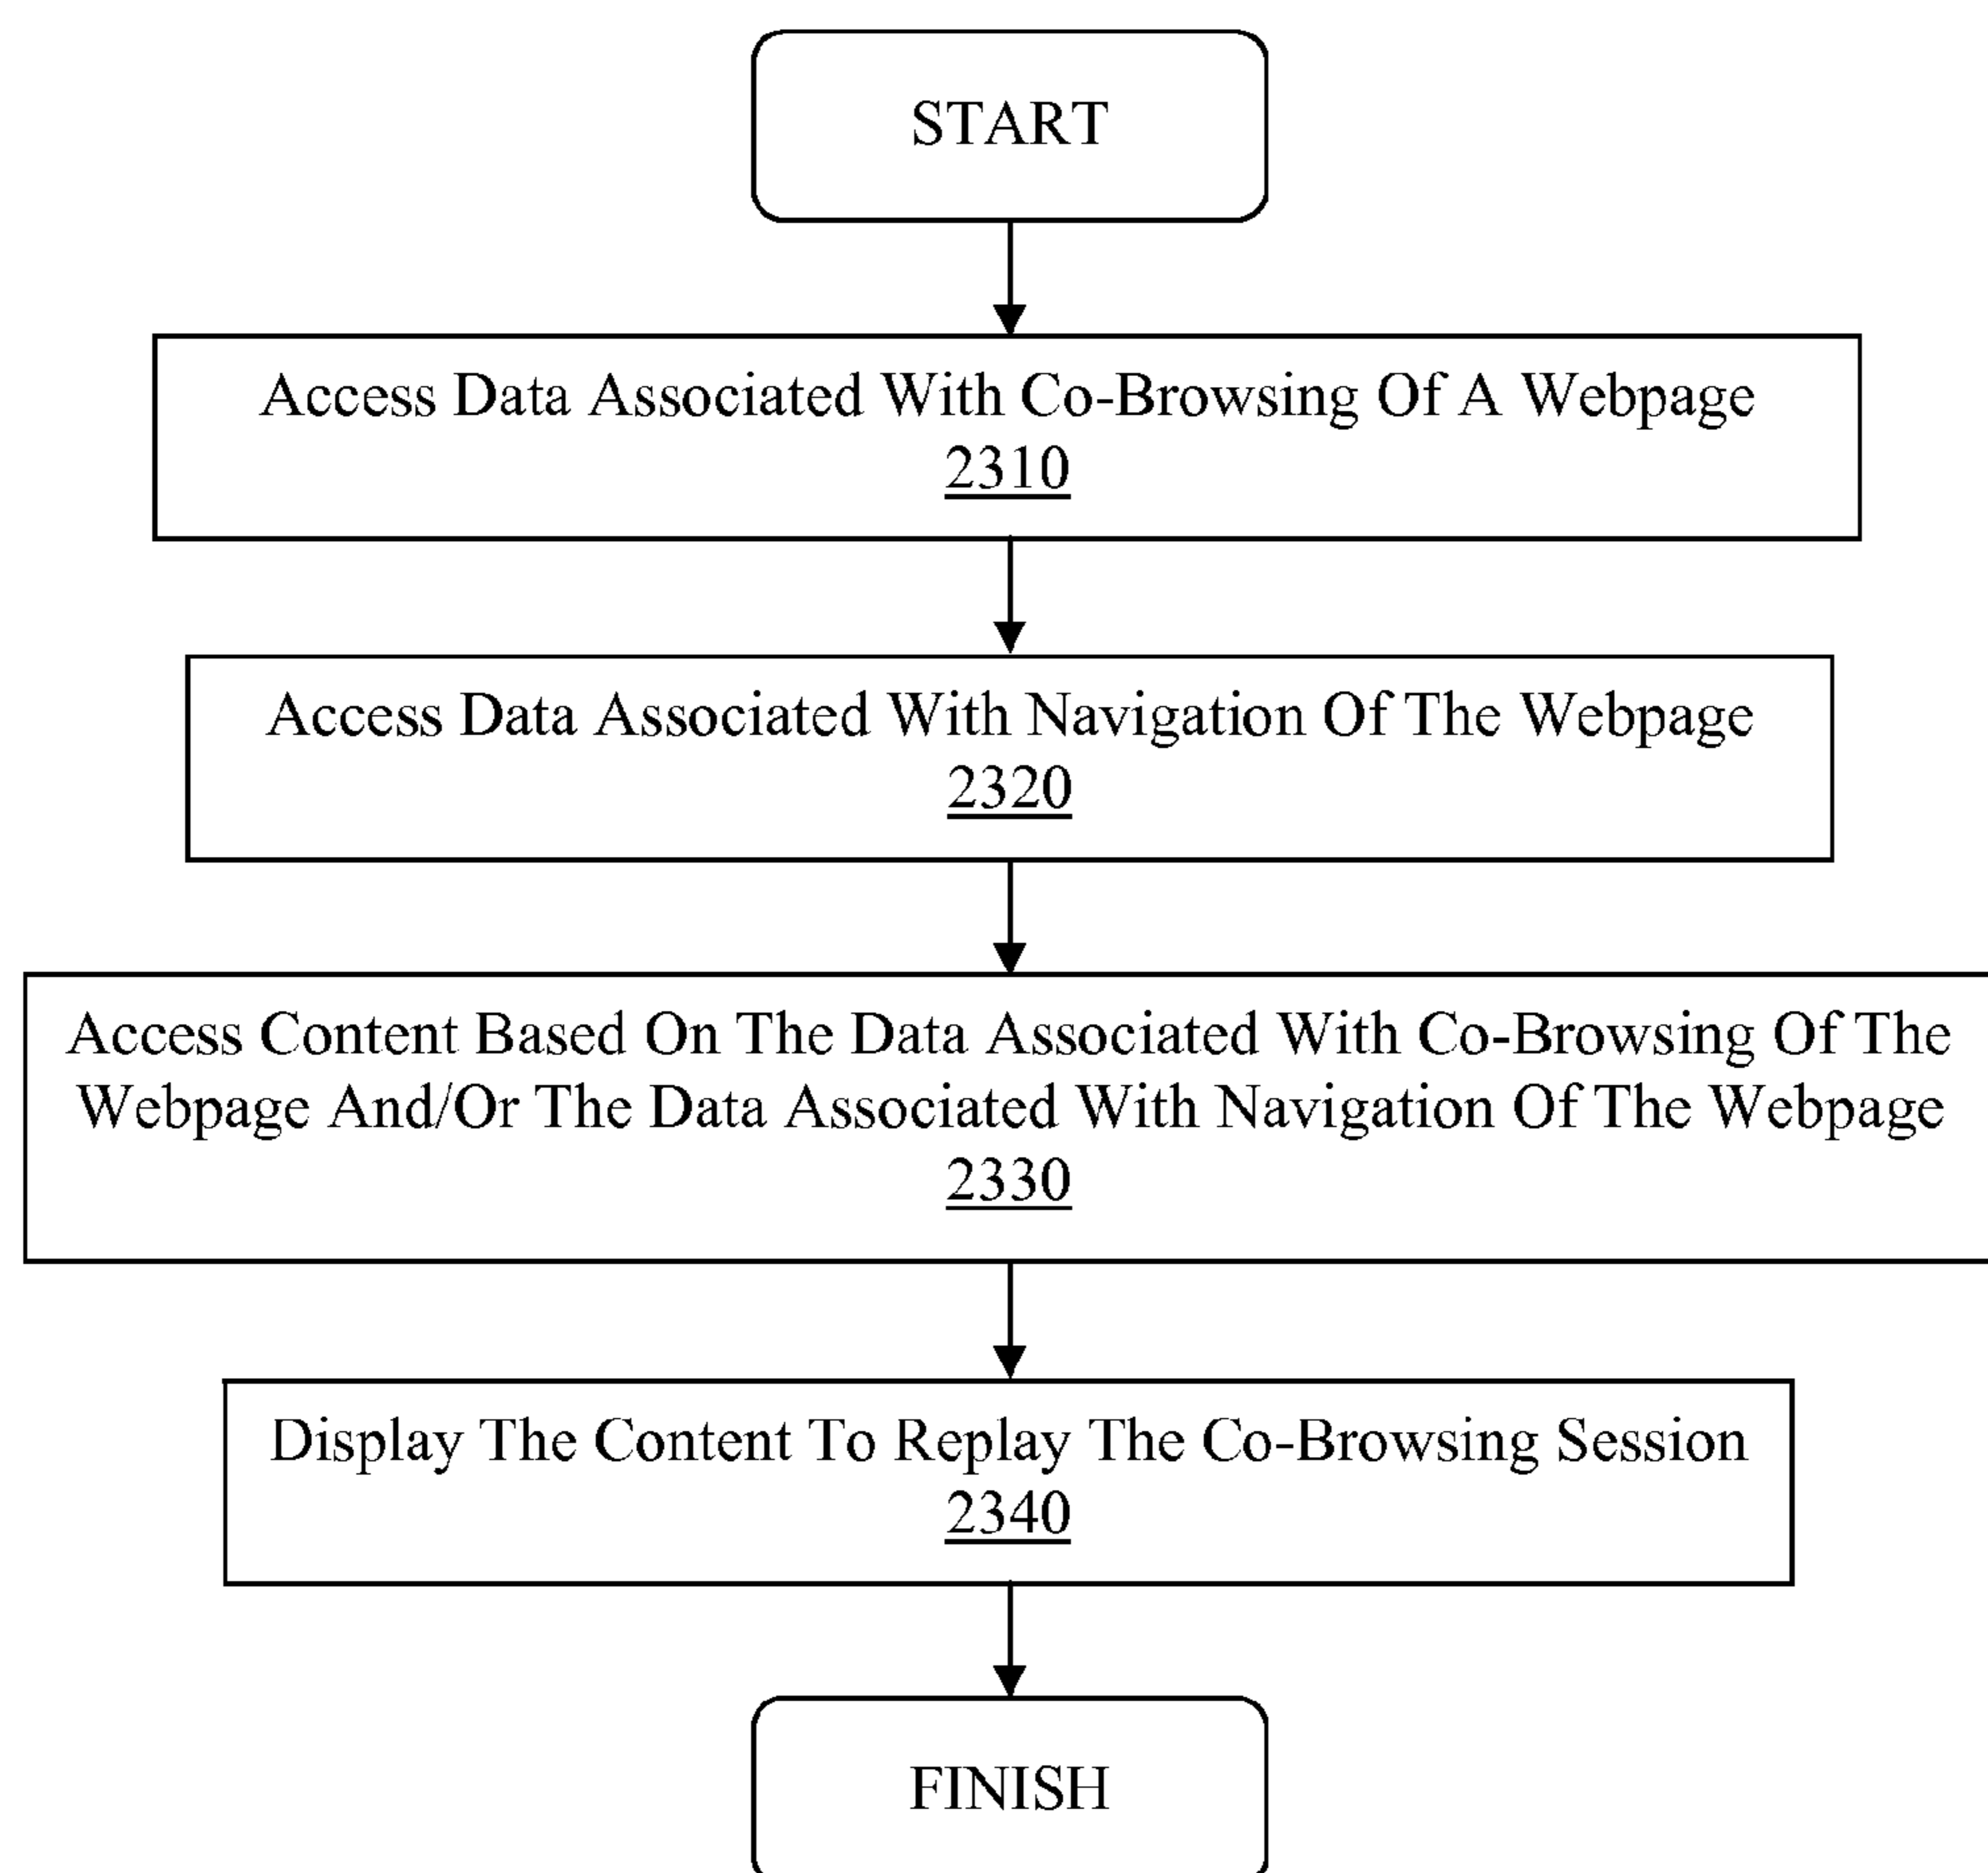 START
Access Data Associated With Co-Browsing Of A Webpage
2310
Access Data Associated With Navigation Of The Webpage
2320
Access Content Based On The Data Associated With Co-Browsing Of The
Webpage And/Or The Data Associated With Navigation Of The Webpage
2330
Display The Content To Replay The Co-Browsing Session
2340
FINISH